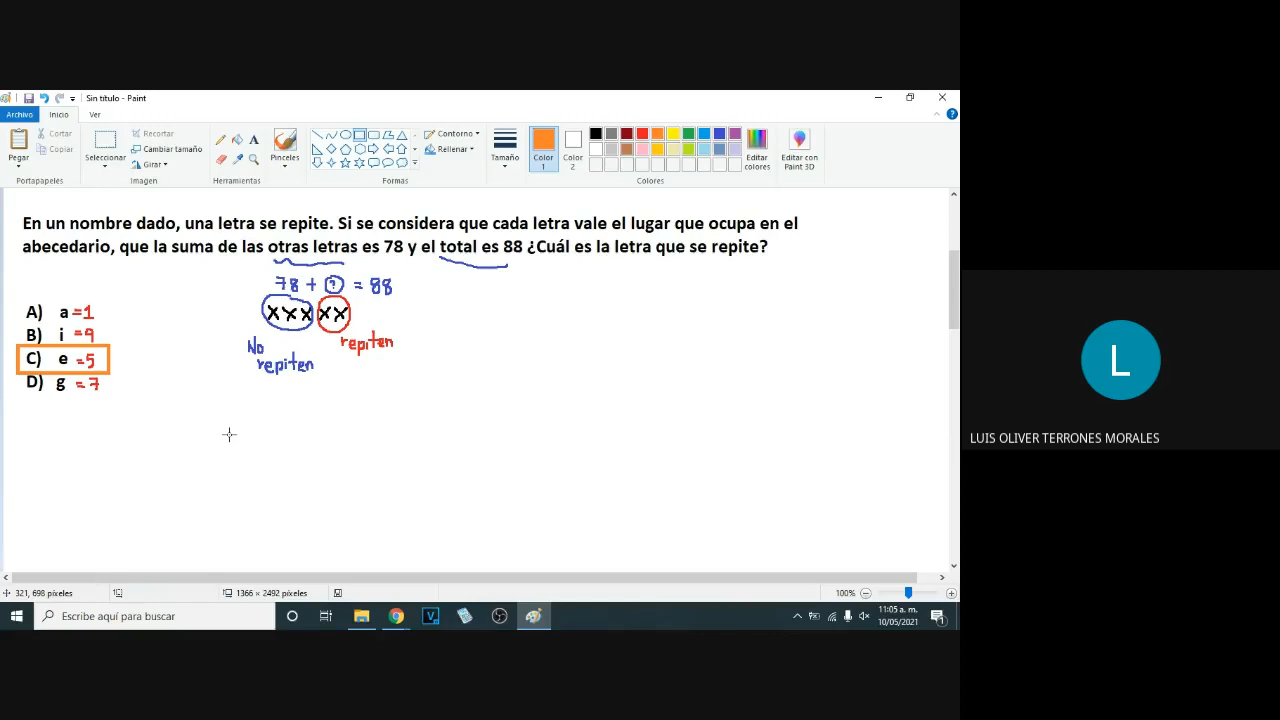 Sin título - Paint
Archivo Inicio Ver
Pegar
Cortar
Copiar
Portapapeles
Seleccionar
Recortar
Cambiar tamaño
Girar
Imagen
Herramientas
Pinceles
Contorno
Rellenar
Formas
Tamaño
Color 1
Color 2
Editar colores
Colores
Editar con Paint 3D
En un nombre dado, una letra se repite. Si se considera que cada letra vale el lugar que ocupa en el
abecedario, que la suma de las otras letras es 78 y el total es 88 ¿Cuál es la letra que se repite?
78 + ? = 88
A) a =1
x x x x x
B) i =9
No repiten
repiten
C) e =5
D) g =7
LUIS OLIVER TERRONES MORALES
L
321, 698 píxeles
1366 × 2492 píxeles
100%
Escribe aquí para buscar
11:05 a. m.
10/05/2021